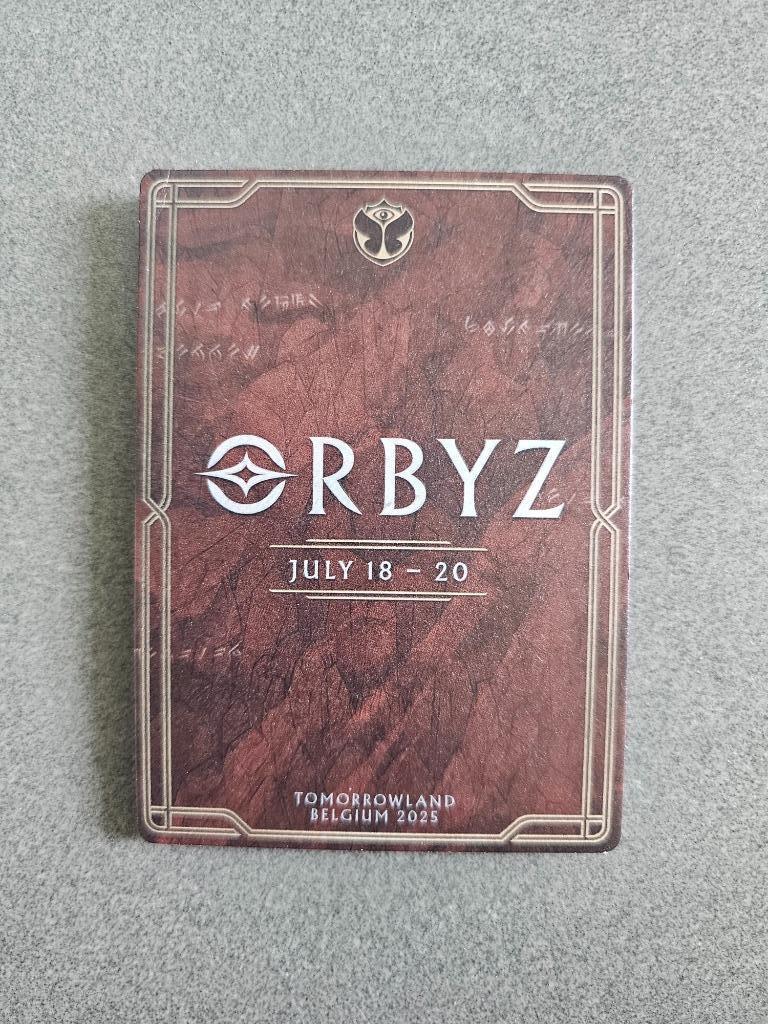 ORBYZ
JULY 18 – 20
TOMORROWLAND
BELGIUM 2025